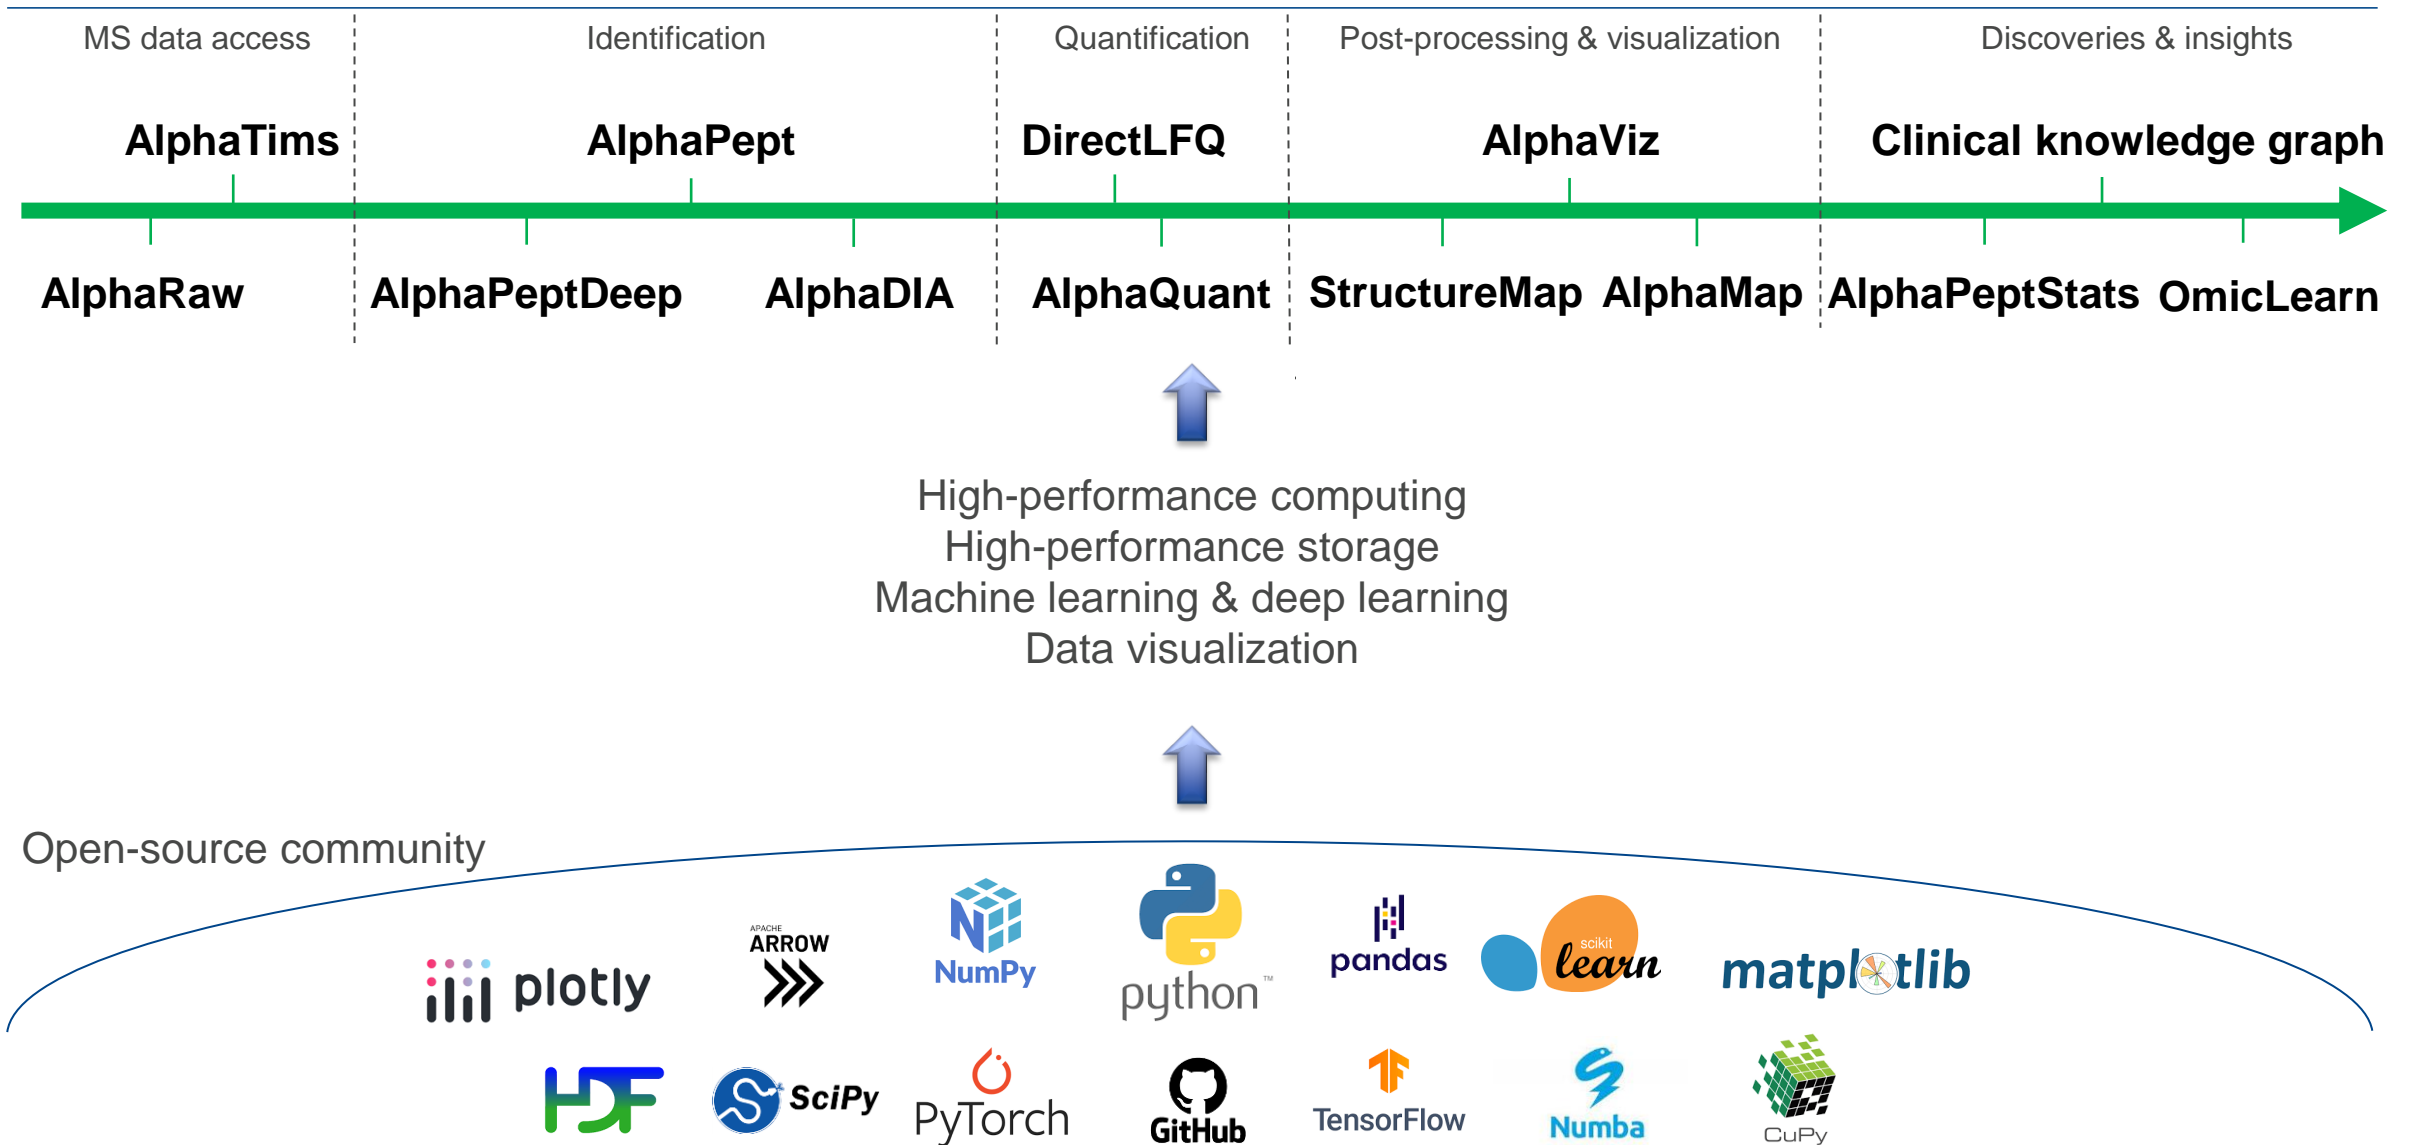 MS data access
Identification
Quantification
Post-processing & visualization
Discoveries & insights
AlphaTims
AlphaPept
DirectLFQ
AlphaViz
Clinical knowledge graph
AlphaRaw
AlphaPeptDeep
AlphaDIA
AlphaQuant
StructureMap
AlphaMap
AlphaPeptStats
OmicLearn
High-performance computing
High-performance storage
Machine learning & deep learning
Data visualization
Open-source community
plotly
APACHE
ARROW
NumPy
python™
pandas
scikit
learn
matplotlib
HDF
SciPy
PyTorch
GitHub
TensorFlow
Numba
CuPy